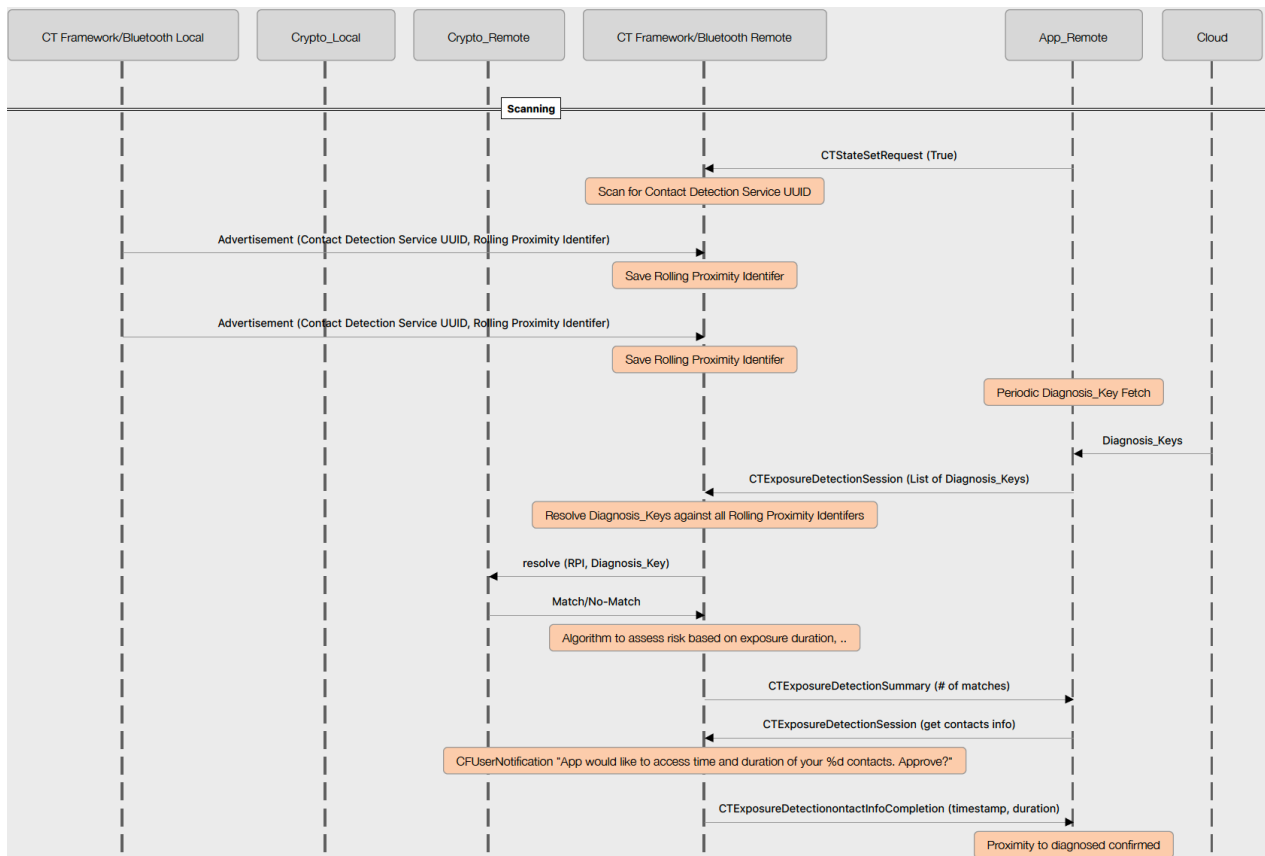 CT Framework/Bluetooth Local
Crypto_Local
Crypto_Remote
CT Framework/Bluetooth Remote
App_Remote
Cloud
Scanning
CTStateSetRequest (True)
Scan for Contact Detection Service UUID
Advertisement (Contact Detection Service UUID, Rolling Proximity Identifer)
Save Rolling Proximity Identifer
Advertisement (Contact Detection Service UUID, Rolling Proximity Identifer)
Save Rolling Proximity Identifer
Periodic Diagnosis_Key Fetch
Diagnosis_Keys
CTExposureDetectionSession (List of Diagnosis_Keys)
Resolve Diagnosis_Keys against all Rolling Proximity Identifers
resolve (RPI, Diagnosis_Key)
Match/No-Match
Algorithm to assess risk based on exposure duration, ..
CTExposureDetectionSummary (# of matches)
CTExposureDetectionSession (get contacts info)
CFUserNotification "App would like to access time and duration of your %d contacts. Approve?"
CTExposureDetectionontactInfoCompletion (timestamp, duration)
Proximity to diagnosed confirmed